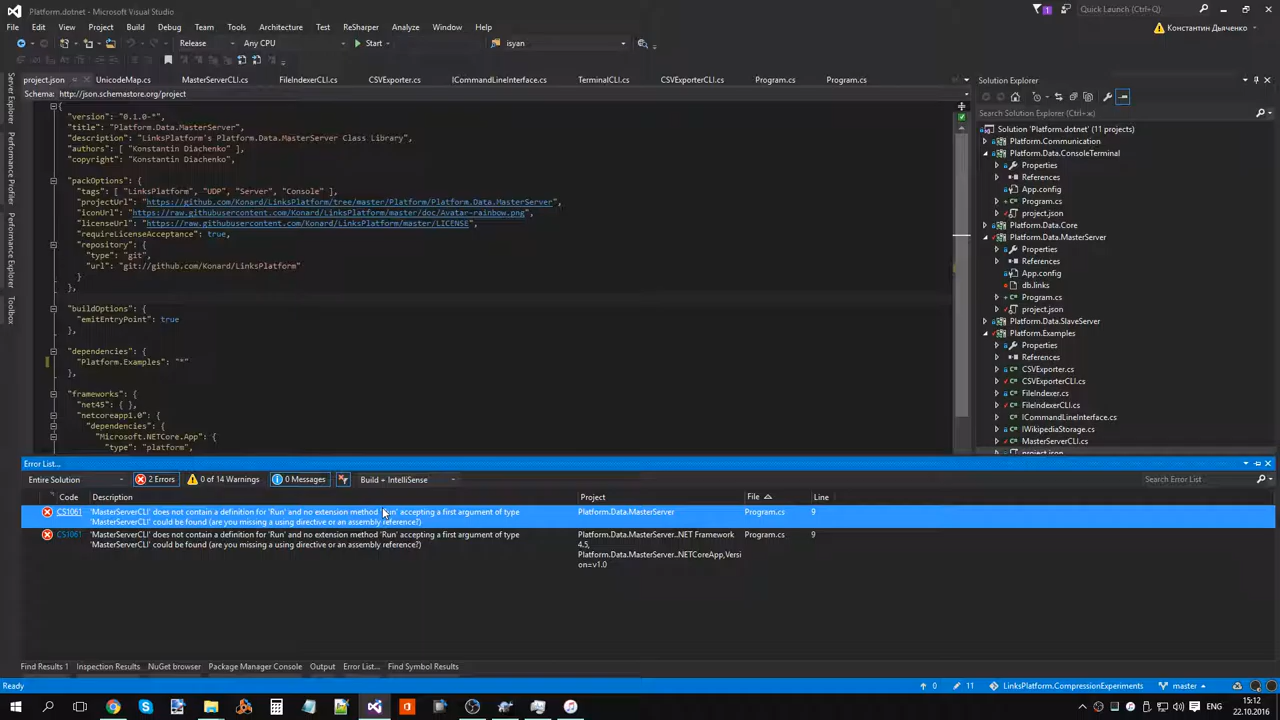 Platform.dotnet - Microsoft Visual Studio
1
Quick Launch (Ctrl+Q)
File Edit View Project Build Debug Team Tools Architecture Test ReSharper Analyze Window Help
Константин Дьяченко
Release Any CPU Start isyan
project.json UnicodeMap.cs MasterServerCLI.cs FileIndexerCLI.cs CSVExporter.cs ICommandLineInterface.cs TerminalCLI.cs CSVExporterCLI.cs Program.cs Program.cs
Schema: http://json.schemastore.org/project
{
"version": "0.1.0-*",
"title": "Platform.Data.MasterServer",
"description": "LinksPlatform's Platform.Data.MasterServer Class Library",
"authors": [ "Konstantin Diachenko" ],
"copyright": "Konstantin Diachenko",
"packOptions": {
"tags": [ "LinksPlatform", "UDP", "Server", "Console" ],
"projectUrl": "https://github.com/Konard/LinksPlatform/tree/master/Platform/Platform.Data.MasterServer",
"iconUrl": "https://raw.githubusercontent.com/Konard/LinksPlatform/master/doc/Avatar-rainbow.png",
"licenseUrl": "https://raw.githubusercontent.com/Konard/LinksPlatform/master/LICENSE",
"requireLicenseAcceptance": true,
"repository": {
"type": "git",
"url": "git://github.com/Konard/LinksPlatform"
}
},
"buildOptions": {
"emitEntryPoint": true
},
"dependencies": {
"Platform.Examples": "*"
},
"frameworks": {
"net45": { },
"netcoreapp1.0": {
"dependencies": {
"Microsoft.NETCore.App": {
"type": "platform",
Server Explorer
Performance Profiler
Performance Explorer
Toolbox
Solution Explorer
Search Solution Explorer (Ctrl+ж)
Solution 'Platform.dotnet' (11 projects)
Platform.Communication
Platform.Data.ConsoleTerminal
Properties
References
App.config
Program.cs
project.json
Platform.Data.Core
Platform.Data.MasterServer
Properties
References
App.config
db.links
Program.cs
project.json
Platform.Data.SlaveServer
Platform.Examples
Properties
References
CSVExporter.cs
CSVExporterCLI.cs
FileIndexer.cs
FileIndexerCLI.cs
ICommandLineInterface.cs
IWikipediaStorage.cs
MasterServerCLI.cs
project.json
Error List...
Entire Solution 2 Errors 0 of 14 Warnings 0 Messages Build + IntelliSense Search Error List
Code Description Project File Line
CS1061 'MasterServerCLI' does not contain a definition for 'Run' and no extension method 'Run' accepting a first argument of type Platform.Data.MasterServer Program.cs 9
'MasterServerCLI' could be found (are you missing a using directive or an assembly reference?)
CS1061 'MasterServerCLI' does not contain a definition for 'Run' and no extension method 'Run' accepting a first argument of type Platform.Data.MasterServer..NET Framework Program.cs 9
'MasterServerCLI' could be found (are you missing a using directive or an assembly reference?) 4.5,
Platform.Data.MasterServer..NETCoreApp,Versi
on=v1.0
Find Results 1 Inspection Results NuGet browser Package Manager Console Output Error List... Find Symbol Results
Ready 0 11 LinksPlatform.CompressionExperiments master
ENG 15:12
22.10.2016